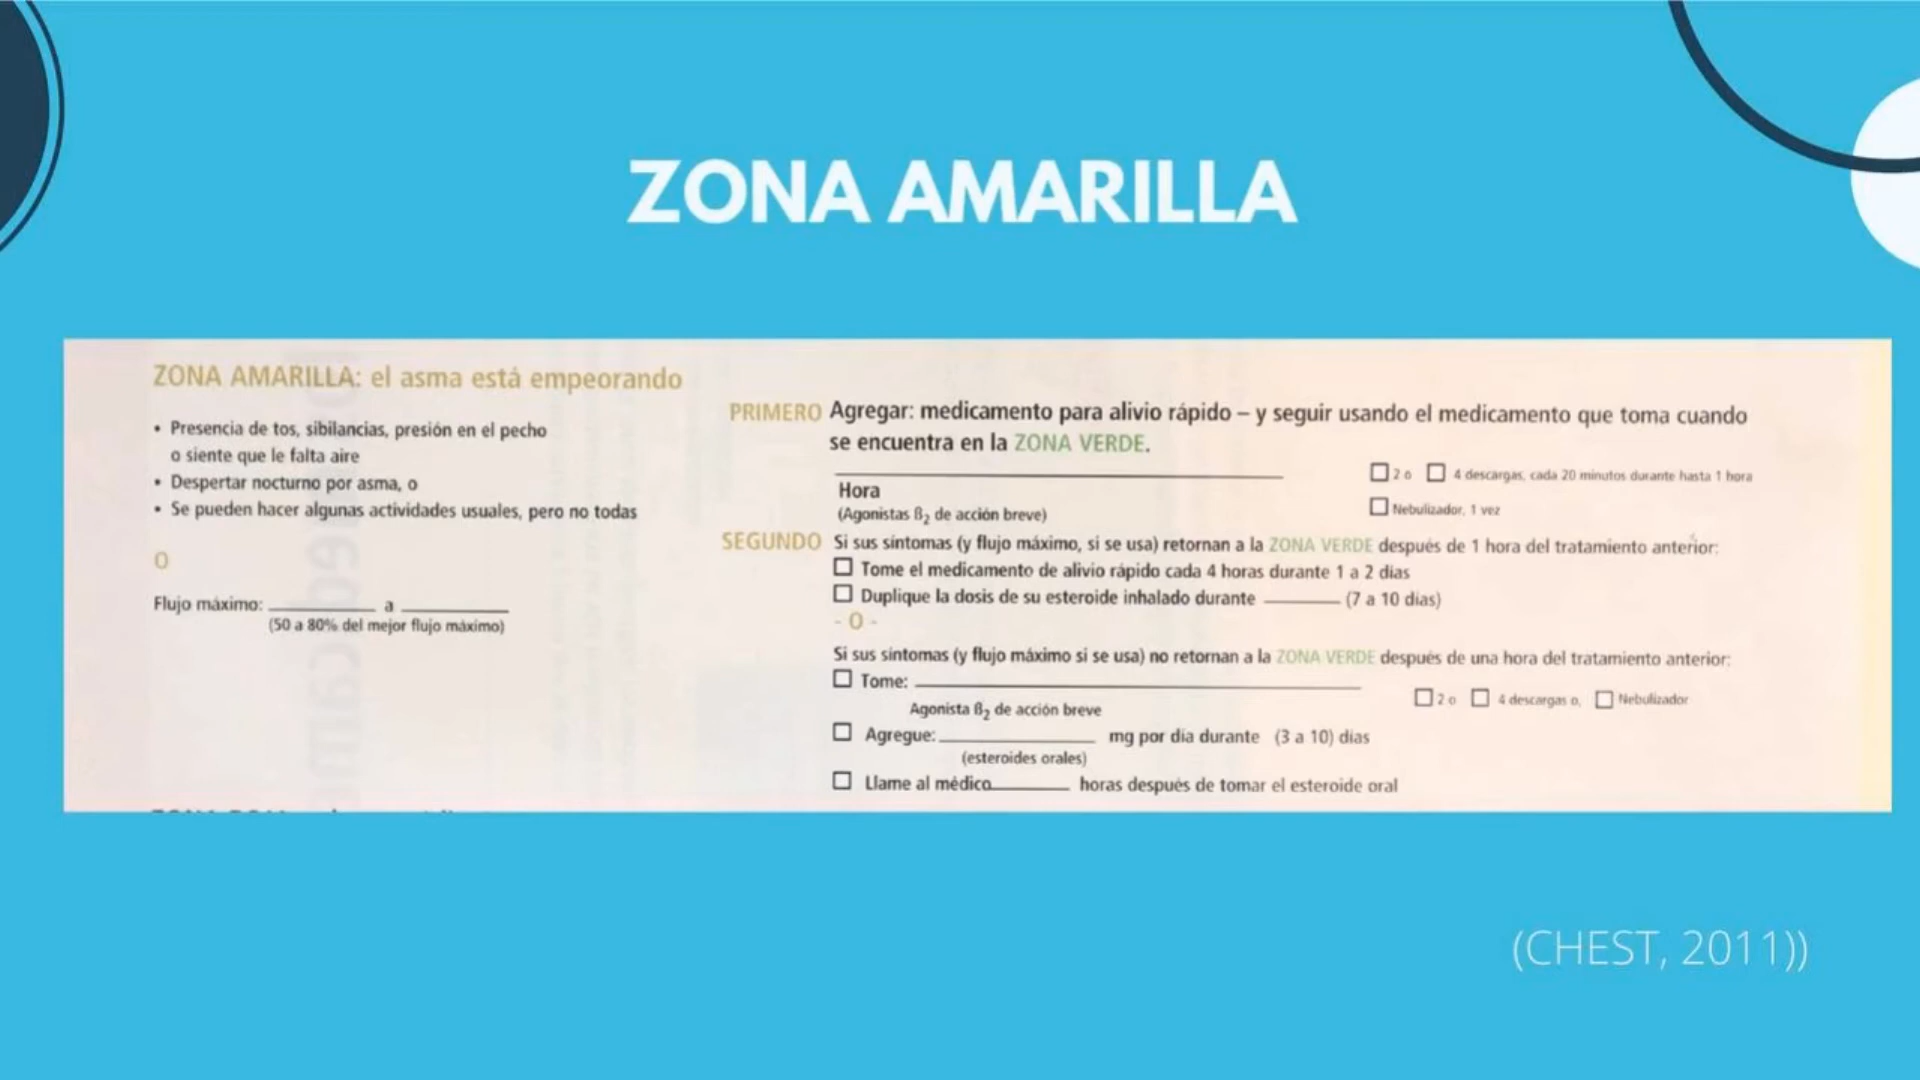 ZONA AMARILLA
ZONA AMARILLA: el asma está empeorando
• Presencia de tos, sibilancias, presión en el pecho
o siente que le falta aire
• Despertar nocturno por asma, o
• Se pueden hacer algunas actividades usuales, pero no todas
O
Flujo máximo: ________ a ________
(50 a 80% del mejor flujo máximo)
PRIMERO Agregar: medicamento para alivio rápido – y seguir usando el medicamento que toma cuando
se encuentra en la ZONA VERDE.
☐ 2 o ☐ 4 descargas, cada 20 minutos durante hasta 1 hora
Hora
(Agonistas ß₂ de acción breve)
☐ Nebulizador, 1 vez
SEGUNDO Si sus síntomas (y flujo máximo, si se usa) retornan a la ZONA VERDE después de 1 hora del tratamiento anterior:
☐ Tome el medicamento de alivio rápido cada 4 horas durante 1 a 2 días
☐ Duplique la dosis de su esteroide inhalado durante ______ (7 a 10 días)
- O -
Si sus síntomas (y flujo máximo si se usa) no retornan a la ZONA VERDE después de una hora del tratamiento anterior:
☐ Tome: ________________
☐ 2 o ☐ 4 descargas o, ☐ Nebulizador
Agonista ß₂ de acción breve
☐ Agregue: ____________ mg por día durante (3 a 10) días
(esteroides orales)
☐ Llame al médico______ horas después de tomar el esteroide oral
(CHEST, 2011))